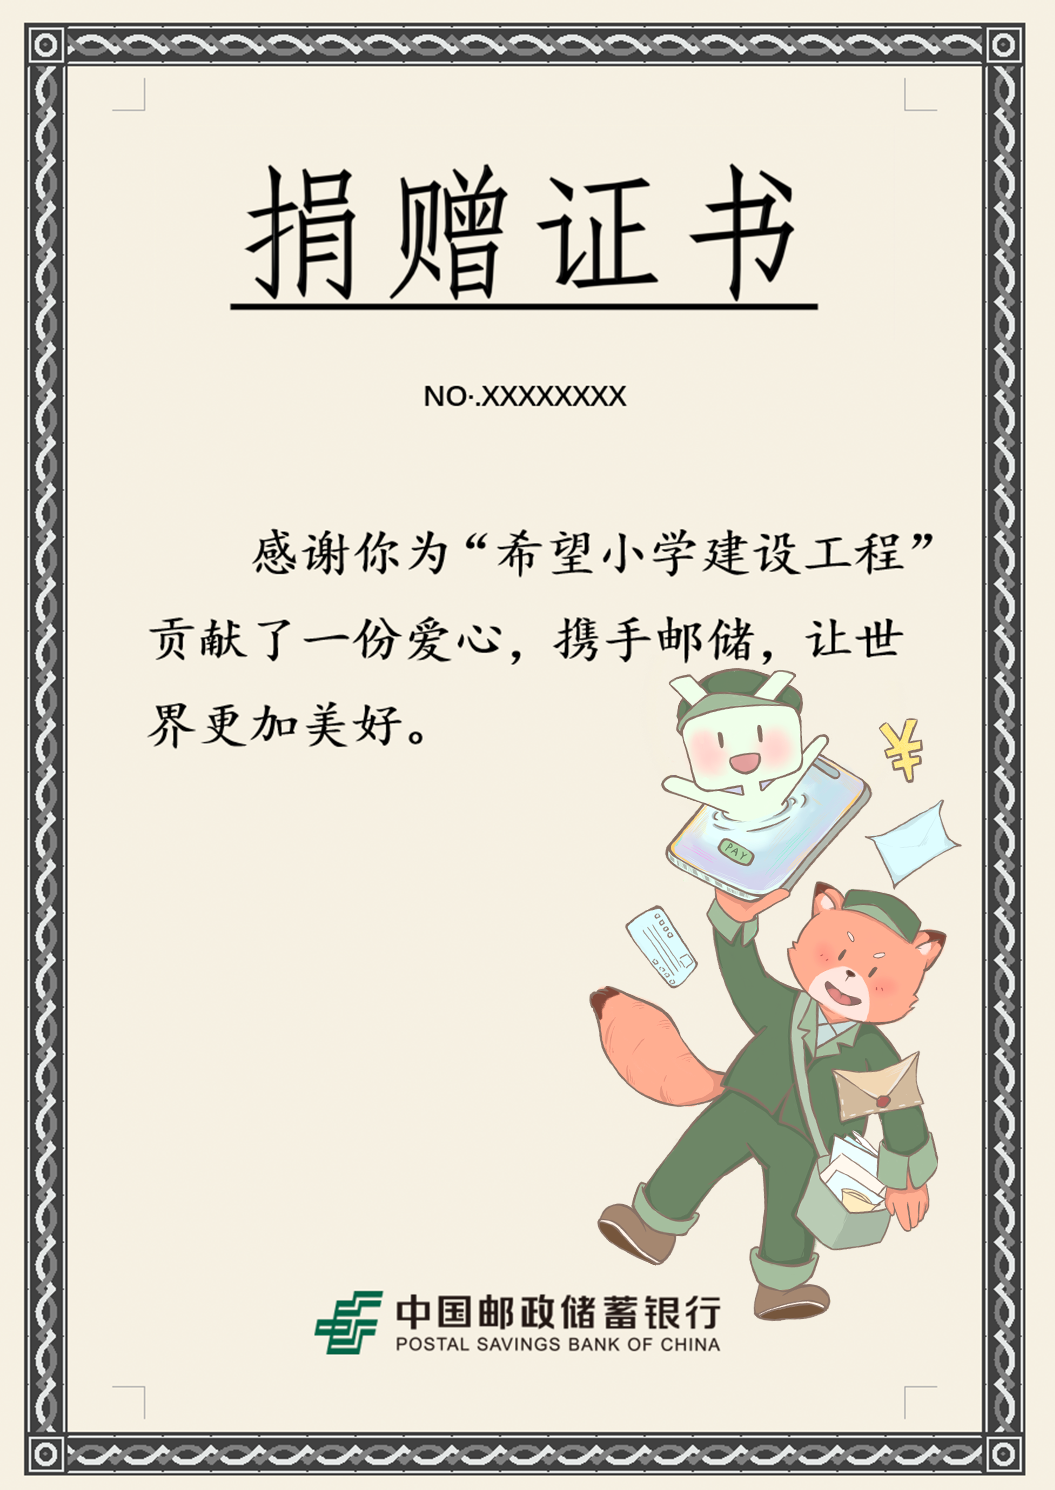 捐赠证书
NO·.XXXXXXXX
感谢你为“希望小学建设工程”
贡献了一份爱心，携手邮储，让世
界更加美好。
¥
PAY
中国邮政储蓄银行
POSTAL SAVINGS BANK OF CHINA